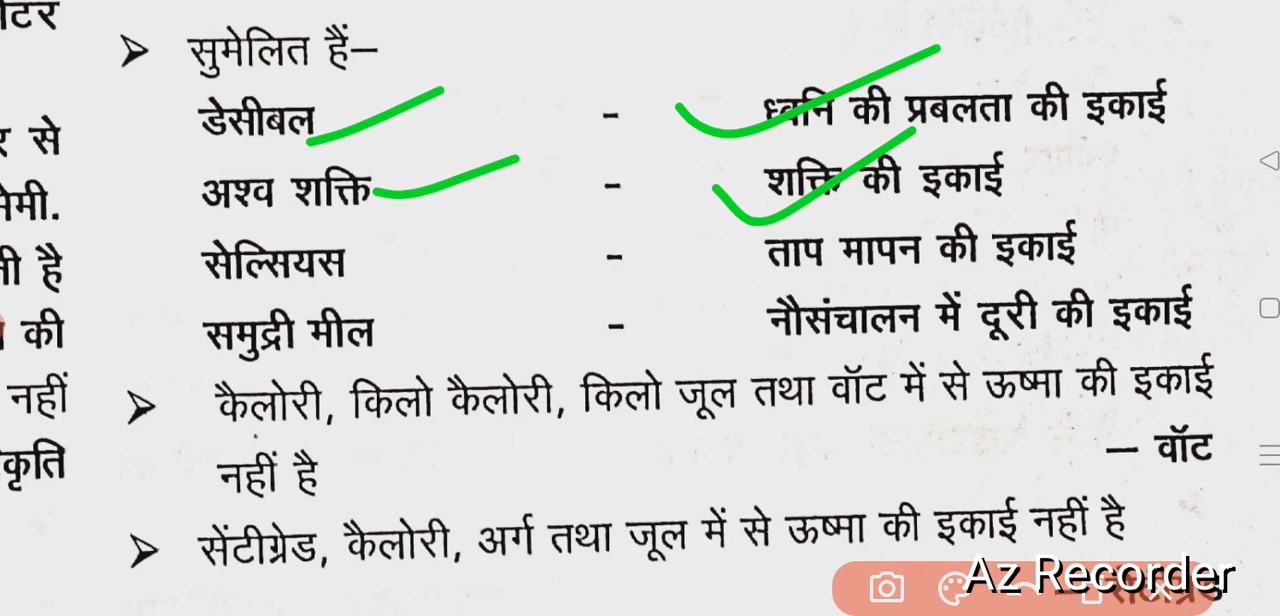 ➢ सुमेलित हैं–
डेसीबल - ध्वनि की प्रबलता की इकाई
र से
अश्व शक्ति - शक्ति की इकाई
सेल्सियस - ताप मापन की इकाई
है
समुद्री मील - नौसंचालन में दूरी की इकाई
की
➢ कैलोरी, किलो कैलोरी, किलो जूल तथा वॉट में से ऊष्मा की इकाई
नहीं
नहीं है — वॉट
कृति
➢ सेंटीग्रेड, कैलोरी, अर्ग तथा जूल में से ऊष्मा की इकाई नहीं है
Az Recorder